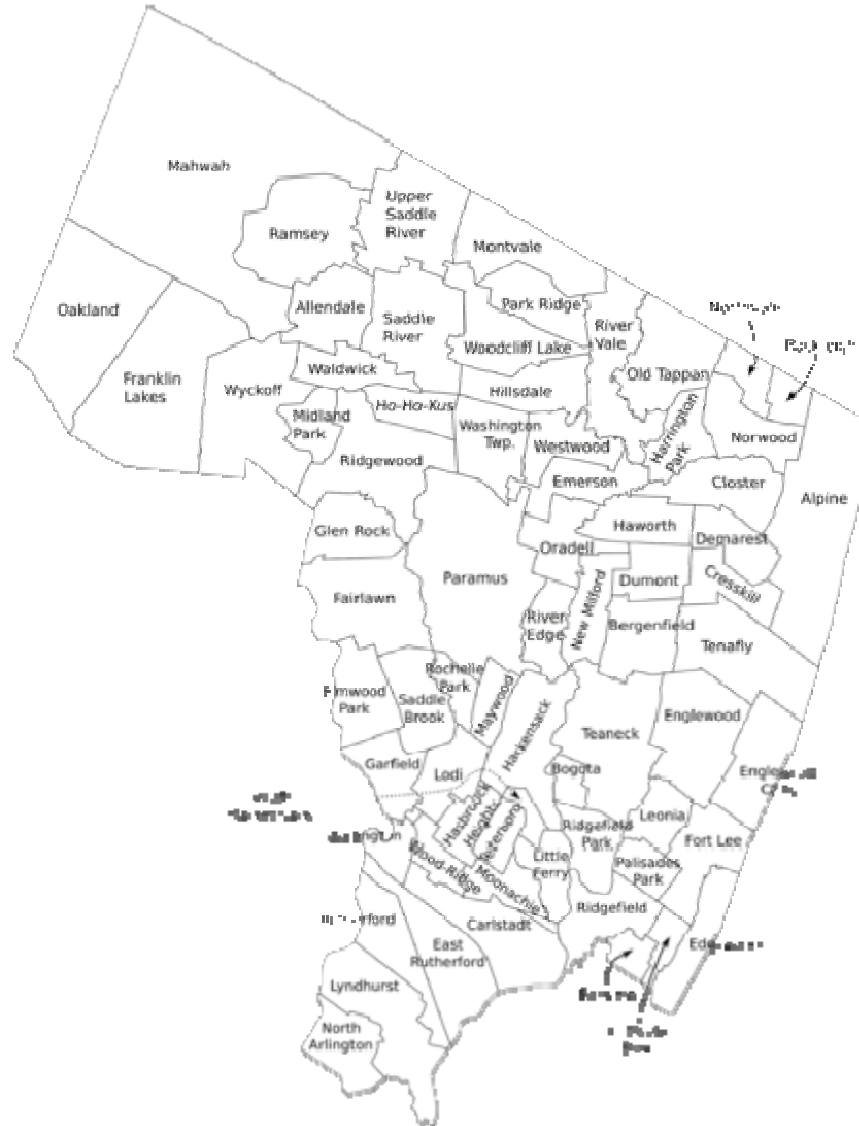 Mahwah
Upper
Saddle
River
Ramsey
Montvale
Oakland
Allendale
Park Ridge
Saddle
River
River
Vale
Woodcliff Lake
Waldwick
Old Tappan
Franklin
Lakes
Wyckoff
Hillsdale
Ho-Ho-Kus
Midland
Park
Washington
Twp.
Westwood
Harrington
Park
Norwood
Ridgewood
Emerson
Closter
Alpine
Glen Rock
Haworth
Demarest
Oradell
Paramus
Dumont
Cresskill
Fairlawn
New Milford
River
Edge
Bergenfield
Tenafly
Rochelle
Park
Elmwood
Park
Saddle
Brook
Maywood
Hackensack
Teaneck
Englewood
Garfield
Lodi
Bogota
Hasbrouck
Heights
Leonia
Ridgefield
Park
Fort Lee
Wood-Ridge
Moonachie
Little
Ferry
Palisades
Park
Ridgefield
Carlstadt
East
Rutherford
Lyndhurst
North
Arlington